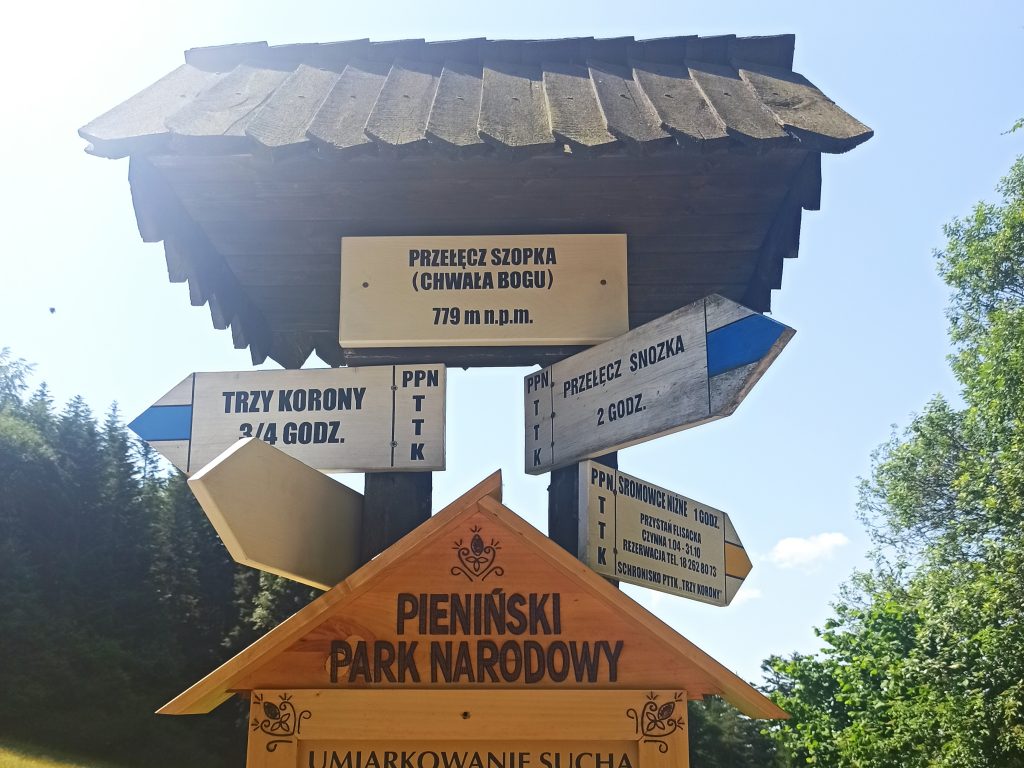 PRZEŁĘCZ SZOPKA
(CHWAŁA BOGU)
779 m n.p.m.
TRZY KORONY
3/4 GODZ.
PPN
T
T
K
PPN
T
T
K
PRZEŁĘCZ SNOZKA
2 GODZ.
PPN
T
T
K
SROMOWCE NIŻNE 1 GODZ.
PRZYSTAŃ FLISACKA
CZYNNA 1.04 - 31.10
REZERWACJA TEL. 18 262 80 73
SCHRONISKO PTTK „TRZY KORONY"
PIENIŃSKI
PARK NARODOWY
UMIARKOWANIE SUCHA